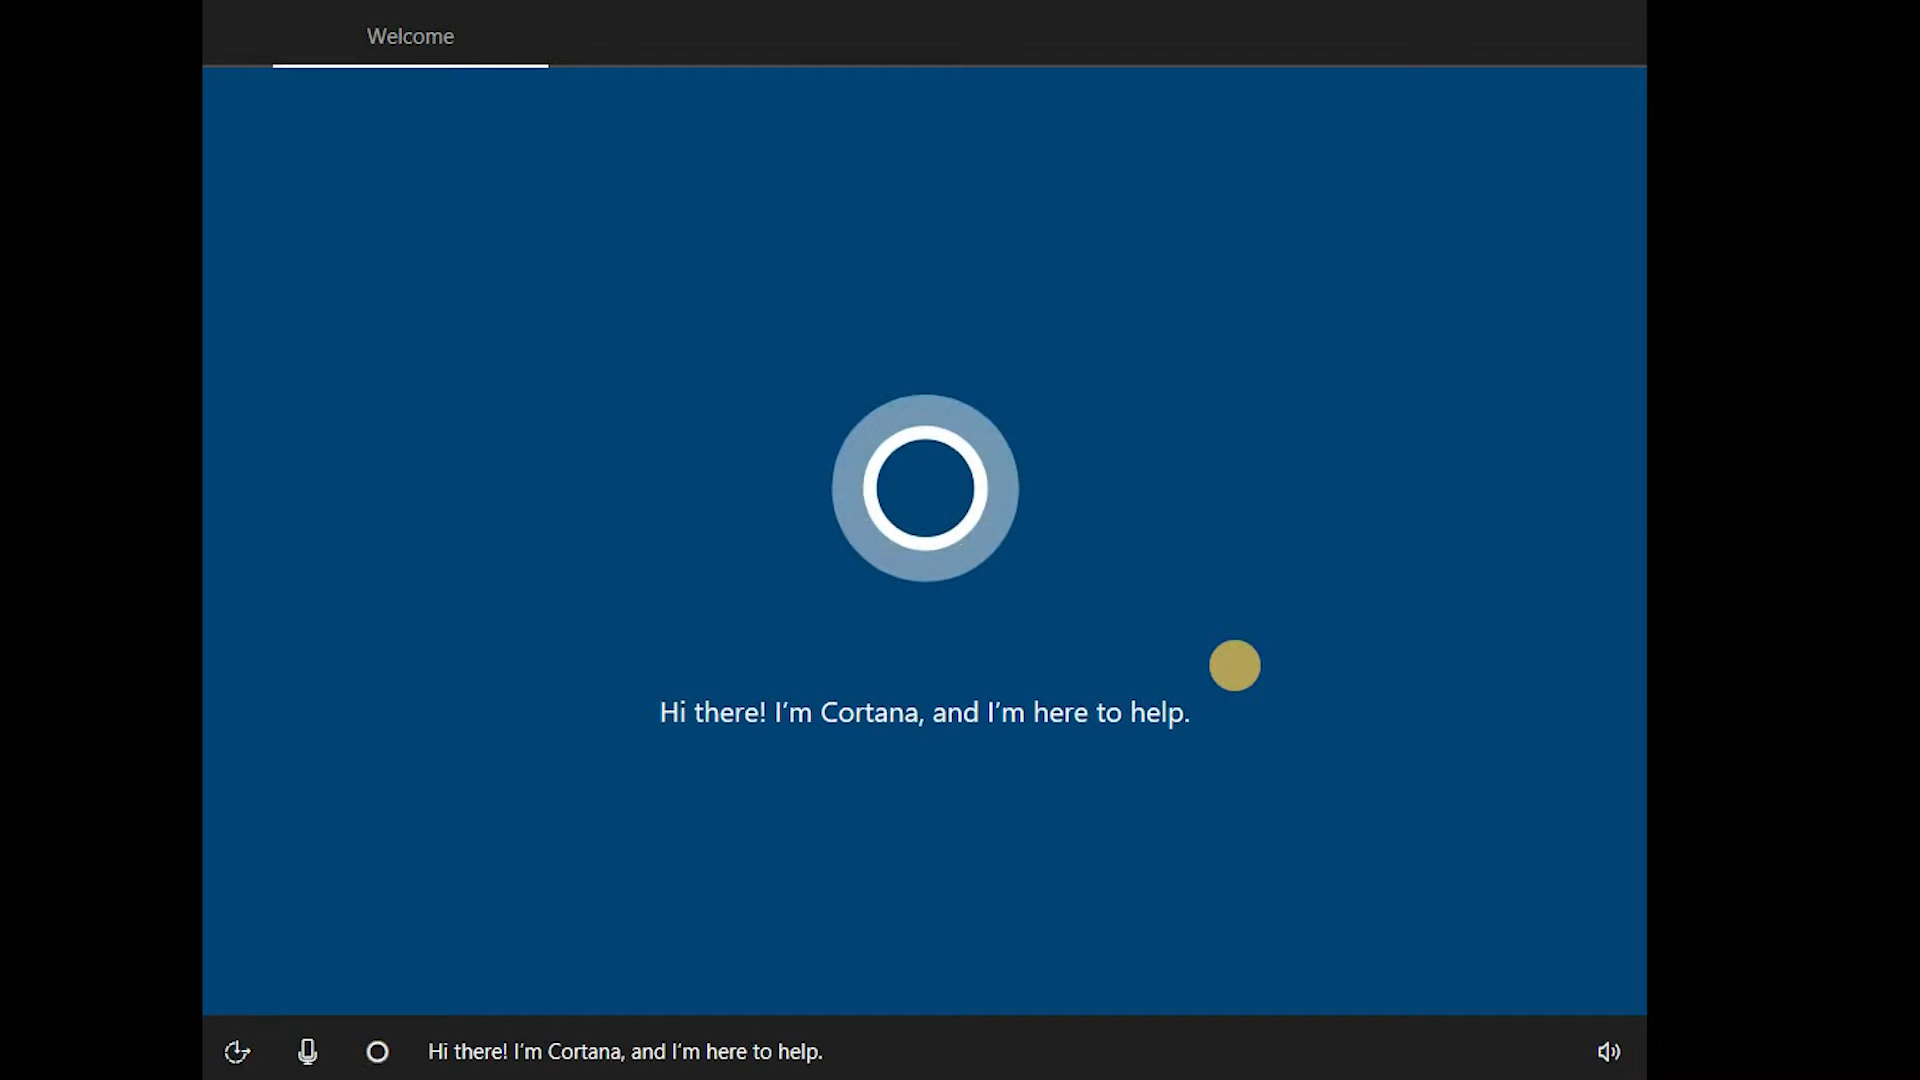 Welcome
Hi there! I’m Cortana, and I’m here to help.
Hi there! I’m Cortana, and I’m here to help.